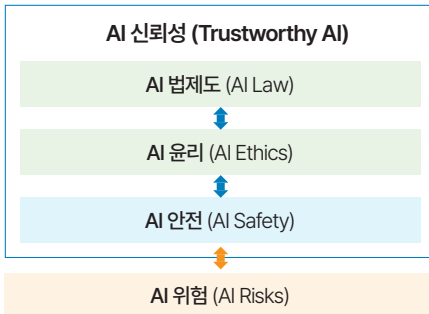 AI 신뢰성 (Trustworthy AI)
AI 법제도 (AI Law)
AI 윤리 (AI Ethics)
AI 안전 (AI Safety)
AI 위험 (AI Risks)